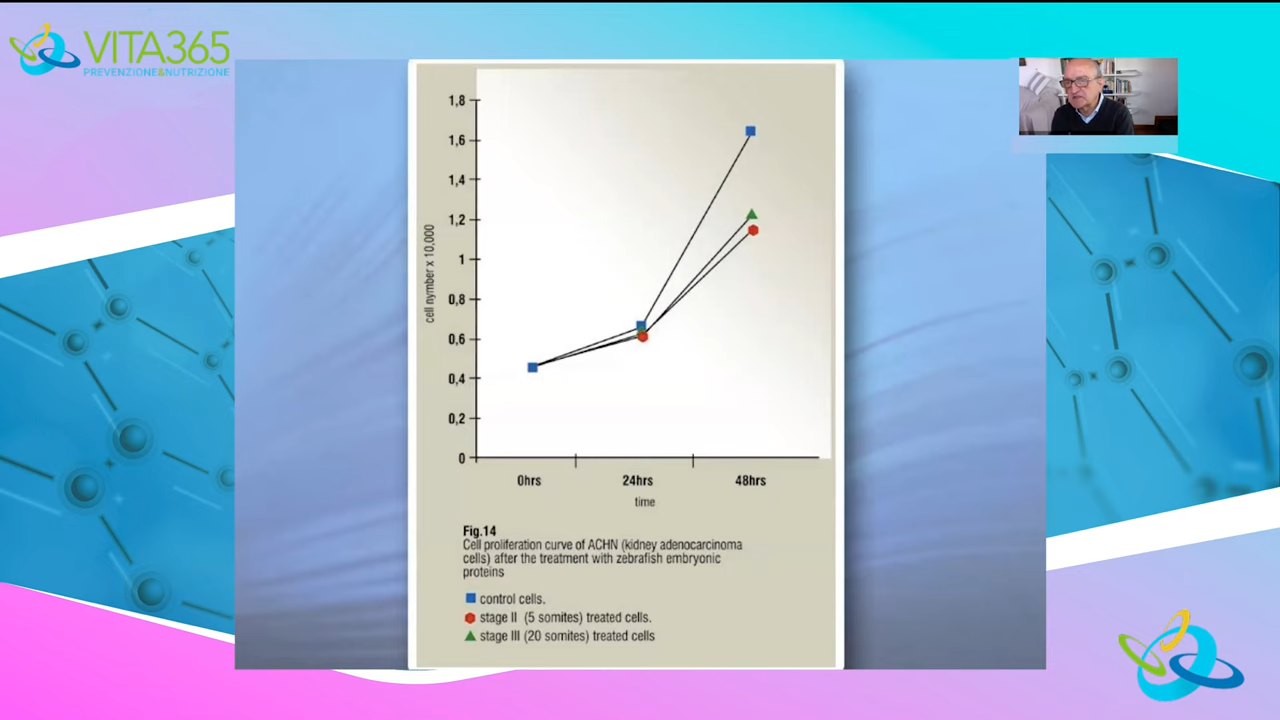 VITA365
PREVENZIONE&NUTRIZIONE
1,8
1,6
1,4
1,2
1
0,8
0,6
0,4
0,2
0
cell nymber x 10,000
0hrs 24hrs 48hrs
time
Fig.14
Cell proliferation curve of ACHN (kidney adenocarcinoma
cells) after the treatment with zebrafish embryonic
proteins
control cells.
stage II (5 somites) treated cells.
stage III (20 somites) treated cells